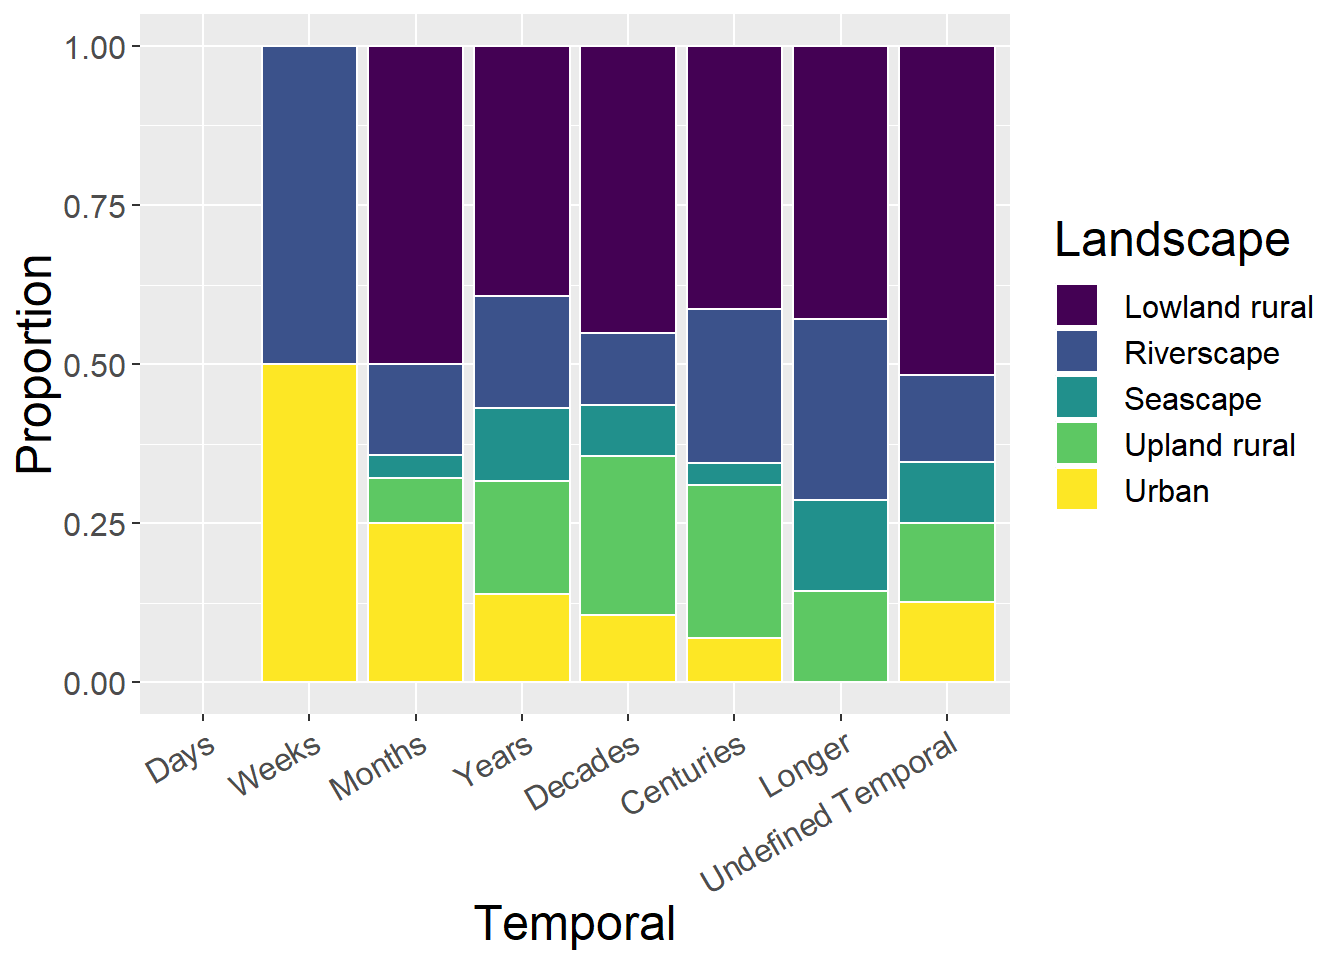 1.00
0.75
0.50
0.25
0.00
Proportion
Days
Weeks
Months
Years
Decades
Centuries
Longer
Undefined Temporal
Temporal
Landscape
Lowland rural
Riverscape
Seascape
Upland rural
Urban